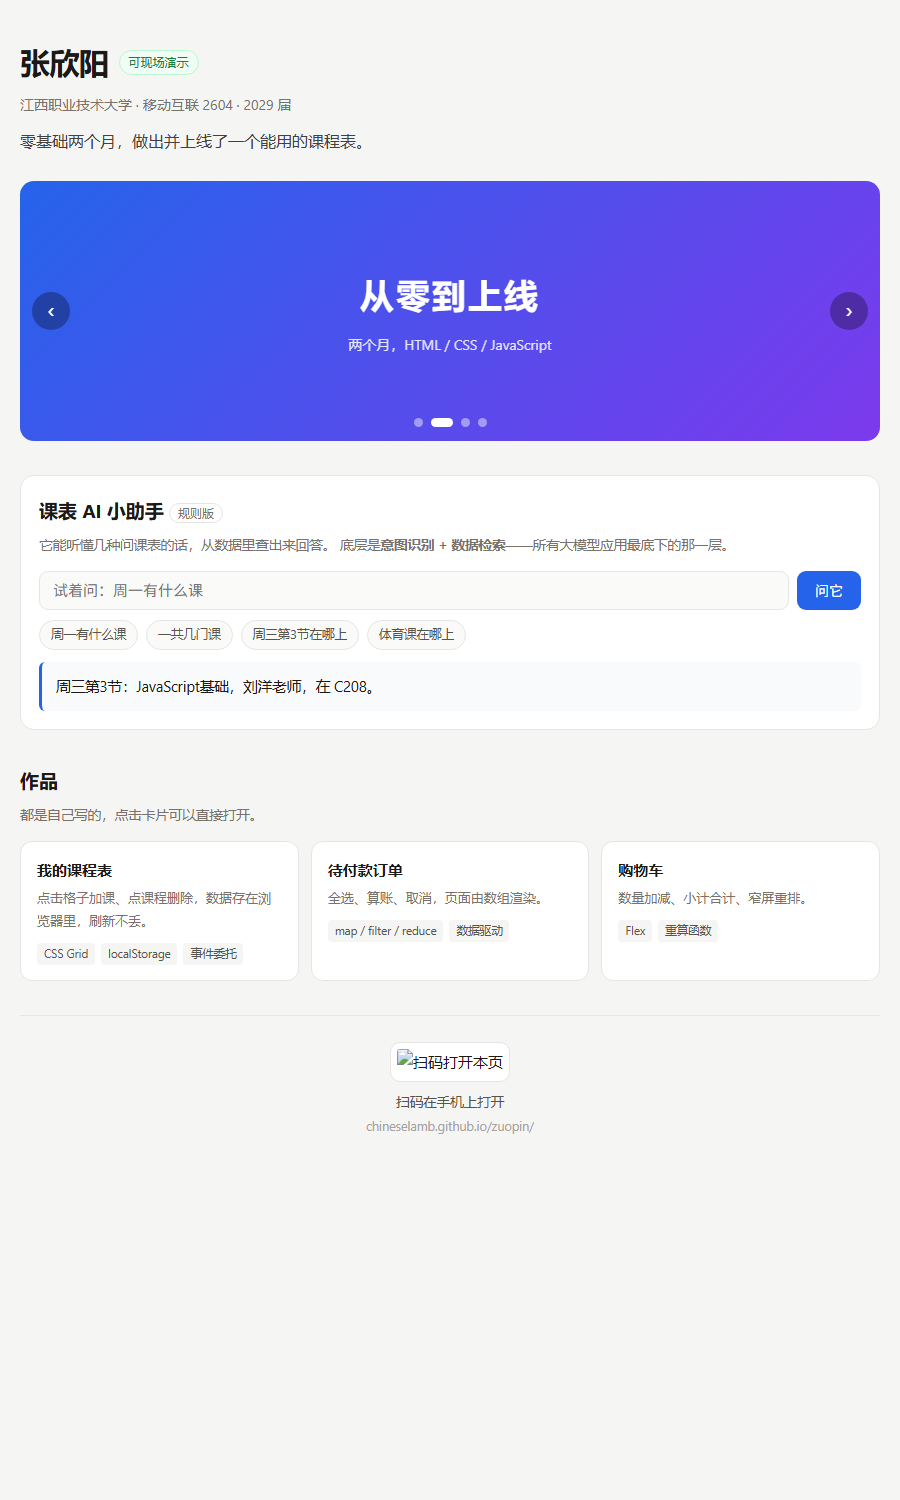 张欣阳 可现场演示
江西职业技术大学 · 移动互联 2604 · 2029 届
零基础两个月，做出并上线了一个能用的课程表。
‹ ›
从零到上线
两个月，HTML / CSS / JavaScript
课表 AI 小助手 规则版
它能听懂几种问课表的话，从数据里查出来回答。 底层是意图识别 + 数据检索——所有大模型应用最底下的那一层。
试着问：周一有什么课 问它
周一有什么课 一共几门课 周三第3节在哪上 体育课在哪上
周三第3节：JavaScript基础，刘洋老师，在 C208。
作品
都是自己写的，点击卡片可以直接打开。
我的课程表
点击格子加课、点课程删除，数据存在浏
览器里，刷新不丢。
CSS Grid localStorage 事件委托
待付款订单
全选、算账、取消，页面由数组渲染。
map / filter / reduce 数据驱动
购物车
数量加减、小计合计、窄屏重排。
Flex 重算函数
扫码打开本页
扫码在手机上打开
chineselamb.github.io/zuopin/